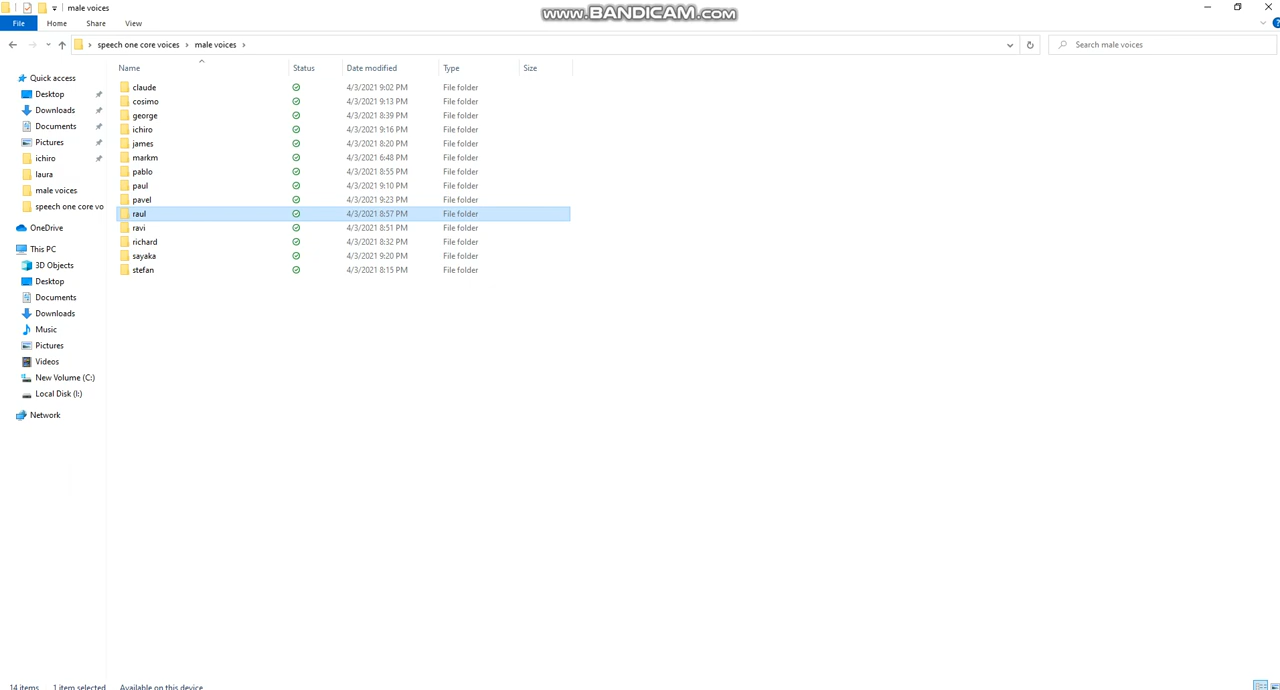 male voices
www.BANDICAM.com
File Home Share View
speech one core voices › male voices ›
Search male voices
Name Status Date modified Type Size
claude 4/3/2021 9:02 PM File folder
cosimo 4/3/2021 9:13 PM File folder
george 4/3/2021 8:39 PM File folder
ichiro 4/3/2021 9:16 PM File folder
james 4/3/2021 8:20 PM File folder
markm 4/3/2021 6:48 PM File folder
pablo 4/3/2021 8:55 PM File folder
paul 4/3/2021 9:10 PM File folder
pavel 4/3/2021 9:23 PM File folder
raul 4/3/2021 8:57 PM File folder
ravi 4/3/2021 8:51 PM File folder
richard 4/3/2021 8:32 PM File folder
sayaka 4/3/2021 9:20 PM File folder
stefan 4/3/2021 8:15 PM File folder
Quick access
Desktop
Downloads
Documents
Pictures
ichiro
laura
male voices
speech one core vo
OneDrive
This PC
3D Objects
Desktop
Documents
Downloads
Music
Pictures
Videos
New Volume (C:)
Local Disk (I:)
Network
14 items 1 item selected Available on this device